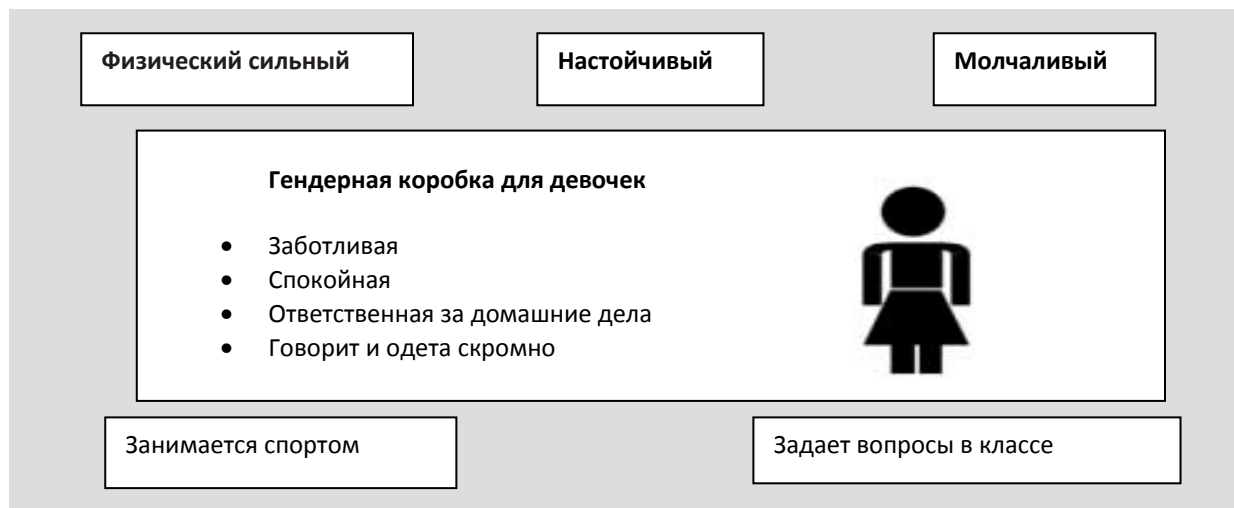 Физический сильный
Настойчивый
Молчаливый
Гендерная коробка для девочек
• Заботливая
• Спокойная
• Ответственная за домашние дела
• Говорит и одета скромно
Занимается спортом
Задает вопросы в классе